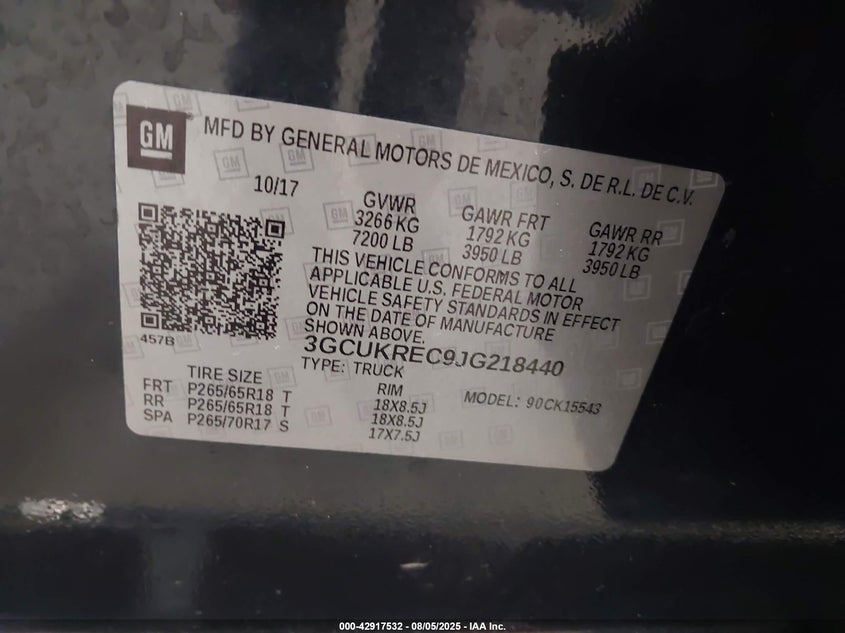 GM
MFD BY GENERAL MOTORS DE MEXICO, S. DE R.L. DE C.V.
10/17
GVWR GAWR FRT GAWR RR
3266 KG 1792 KG 1792 KG
7200 LB 3950 LB 3950 LB
THIS VEHICLE CONFORMS TO ALL
APPLICABLE U.S. FEDERAL MOTOR
VEHICLE SAFETY STANDARDS IN EFFECT
ON THE DATE OF MANUFACTURE
SHOWN ABOVE.
457B
3GCUKREC9JG218440
TYPE: TRUCK
MODEL: 90CK15543
TIRE SIZE RIM
FRT P265/65R18 T 18X8.5J
RR P265/65R18 T 18X8.5J
SPA P265/70R17 S 17X7.5J
000-42917532 - 08/05/2025 - IAA Inc.